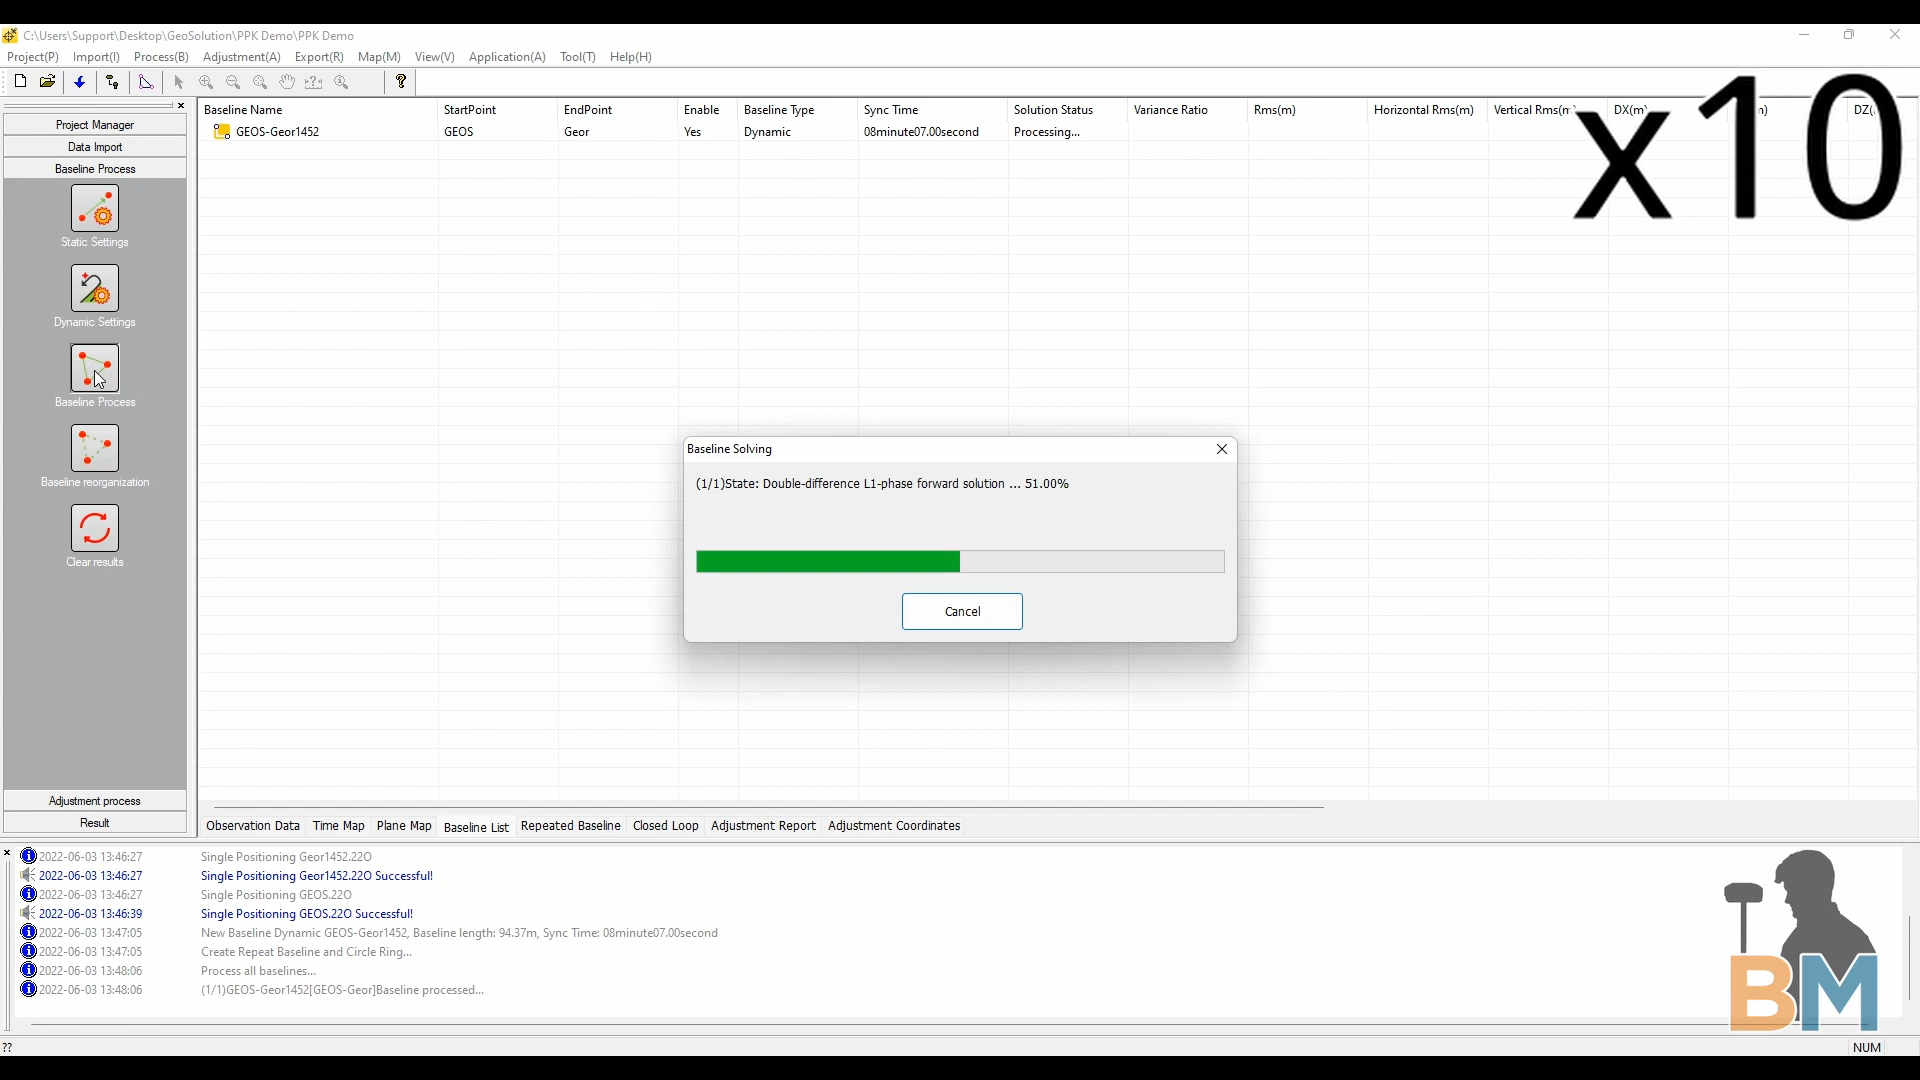 C:\Users\Support\Desktop\GeoSolution\PPK Demo\PPK Demo
Project(P) Import(I) Process(B) Adjustment(A) Export(R) Map(M) View(V) Application(A) Tool(T) Help(H)
x10
Project Manager
Data Import
Baseline Process
Static Settings
Dynamic Settings
Baseline Process
Baseline reorganization
Clear results
Adjustment process
Result
Baseline Name StartPoint EndPoint Enable Baseline Type Sync Time Solution Status Variance Ratio Rms(m) Horizontal Rms(m) Vertical Rms(m) DX(m)
GEOS-Geor1452 GEOS Geor Yes Dynamic 08minute07.00second Processing...
Baseline Solving
(1/1)State: Double-difference L1-phase forward solution ... 51.00%
Cancel
Observation Data Time Map Plane Map Baseline List Repeated Baseline Closed Loop Adjustment Report Adjustment Coordinates
2022-06-03 13:46:27 Single Positioning Geor1452.22O
2022-06-03 13:46:27 Single Positioning Geor1452.22O Successful!
2022-06-03 13:46:27 Single Positioning GEOS.22O
2022-06-03 13:46:39 Single Positioning GEOS.22O Successful!
2022-06-03 13:47:05 New Baseline Dynamic GEOS-Geor1452, Baseline length: 94.37m, Sync Time: 08minute07.00second
2022-06-03 13:47:05 Create Repeat Baseline and Circle Ring...
2022-06-03 13:48:06 Process all baselines...
2022-06-03 13:48:06 (1/1)GEOS-Geor1452[GEOS-Geor]Baseline processed...
BM
?? NUM